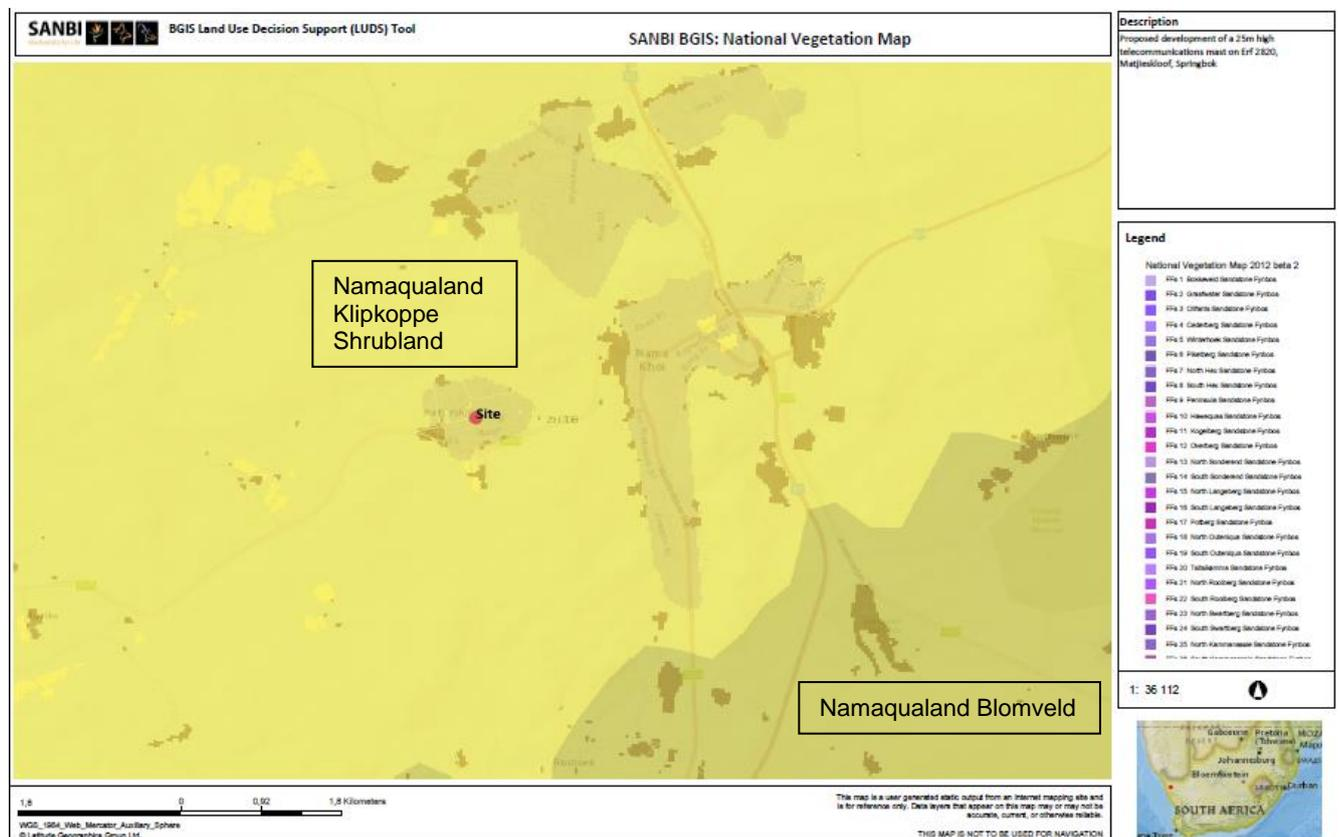 SANBI
BGIS Land Use Decision Support (LUDS) Tool
SANBI BGIS: National Vegetation Map
Description
Proposed development of a 25m high
telecommunications mast on Erf 2820,
Matjieskloof, Springbok
Namaqualand
Klipkoppe
Shrubland
Nama
Khoi
Site
Namaqualand Blomveld
Legend
National Vegetation Map 2012 beta 2
FFs 1 Bokkeveld Sandstone Fynbos
FFs 2 Graafwater Sandstone Fynbos
FFs 3 Olifants Sandstone Fynbos
FFs 4 Cederberg Sandstone Fynbos
FFs 5 Winterhoek Sandstone Fynbos
FFs 6 Piketberg Sandstone Fynbos
FFs 7 North Hex Sandstone Fynbos
FFs 8 South Hex Sandstone Fynbos
FFs 9 Peninsula Sandstone Fynbos
FFs 10 Hawequas Sandstone Fynbos
FFs 11 Kogelberg Sandstone Fynbos
FFs 12 Overberg Sandstone Fynbos
FFs 13 North Sonderend Sandstone Fynbos
FFs 14 South Sonderend Sandstone Fynbos
FFs 15 North Langeberg Sandstone Fynbos
FFs 16 South Langeberg Sandstone Fynbos
FFs 17 Potberg Sandstone Fynbos
FFs 18 North Outeniqua Sandstone Fynbos
FFs 19 South Outeniqua Sandstone Fynbos
FFs 20 Tsitsikamma Sandstone Fynbos
FFs 21 North Rooiberg Sandstone Fynbos
FFs 22 South Rooiberg Sandstone Fynbos
FFs 23 North Swartberg Sandstone Fynbos
FFs 24 South Swartberg Sandstone Fynbos
FFs 25 North Kammanassie Sandstone Fynbos
1: 36 112
Gaborone Pretoria
(Tshwane)
Johannesburg
Bloemfontein
Durban
SOUTH AFRICA
1,8 0 0,92 1,8 Kilometers
WGS_1984_Web_Mercator_Auxiliary_Sphere
© Latitude Geographics Group Ltd.
This map is a user generated static output from an Internet mapping site and
is for reference only. Data layers that appear on this map may or may not be
accurate, current, or otherwise reliable.
THIS MAP IS NOT TO BE USED FOR NAVIGATION